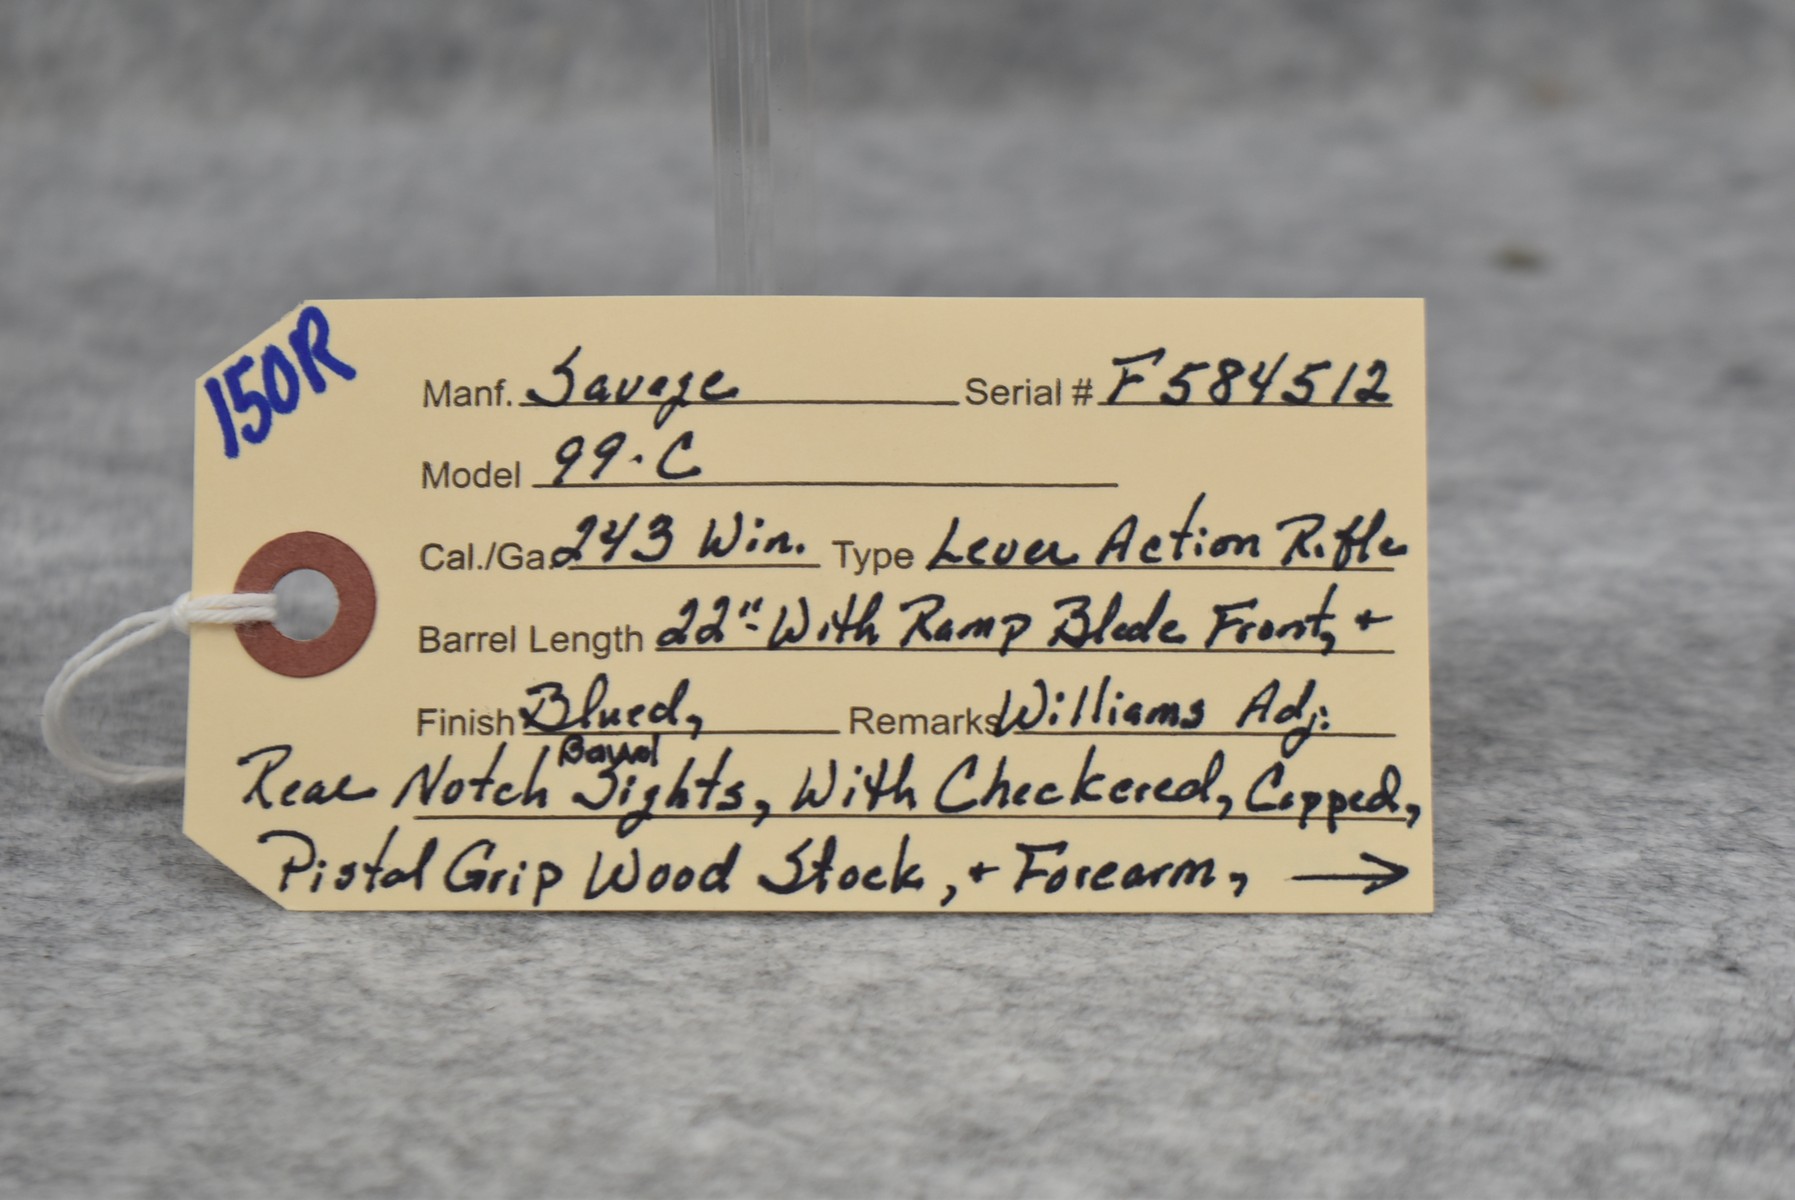 150R
Manf. Savage Serial # F584512
Model 99-C
Cal./Ga. 243 Win. Type Lever Action Rifle
Barrel Length 22" With Ramp Blade Front, +
Finish Blued, Remarks Williams Adj.
Barrel
Rear Notch Sights, With Checkered, Capped,
Pistol Grip Wood Stock, + Forearm, →